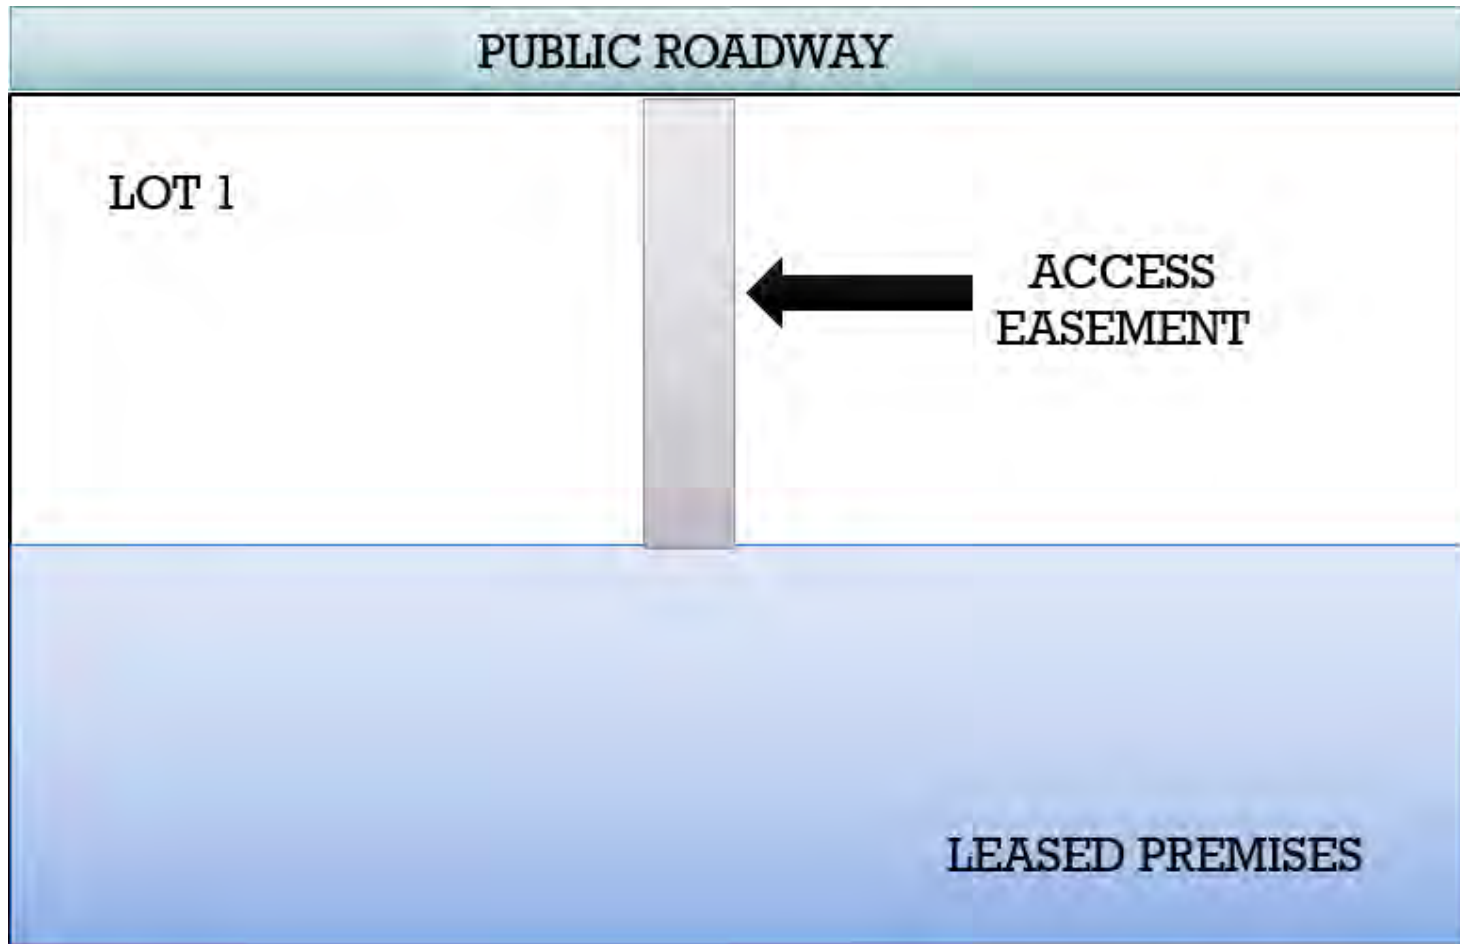 PUBLIC ROADWAY
LOT 1
ACCESS
EASEMENT
LEASED PREMISES